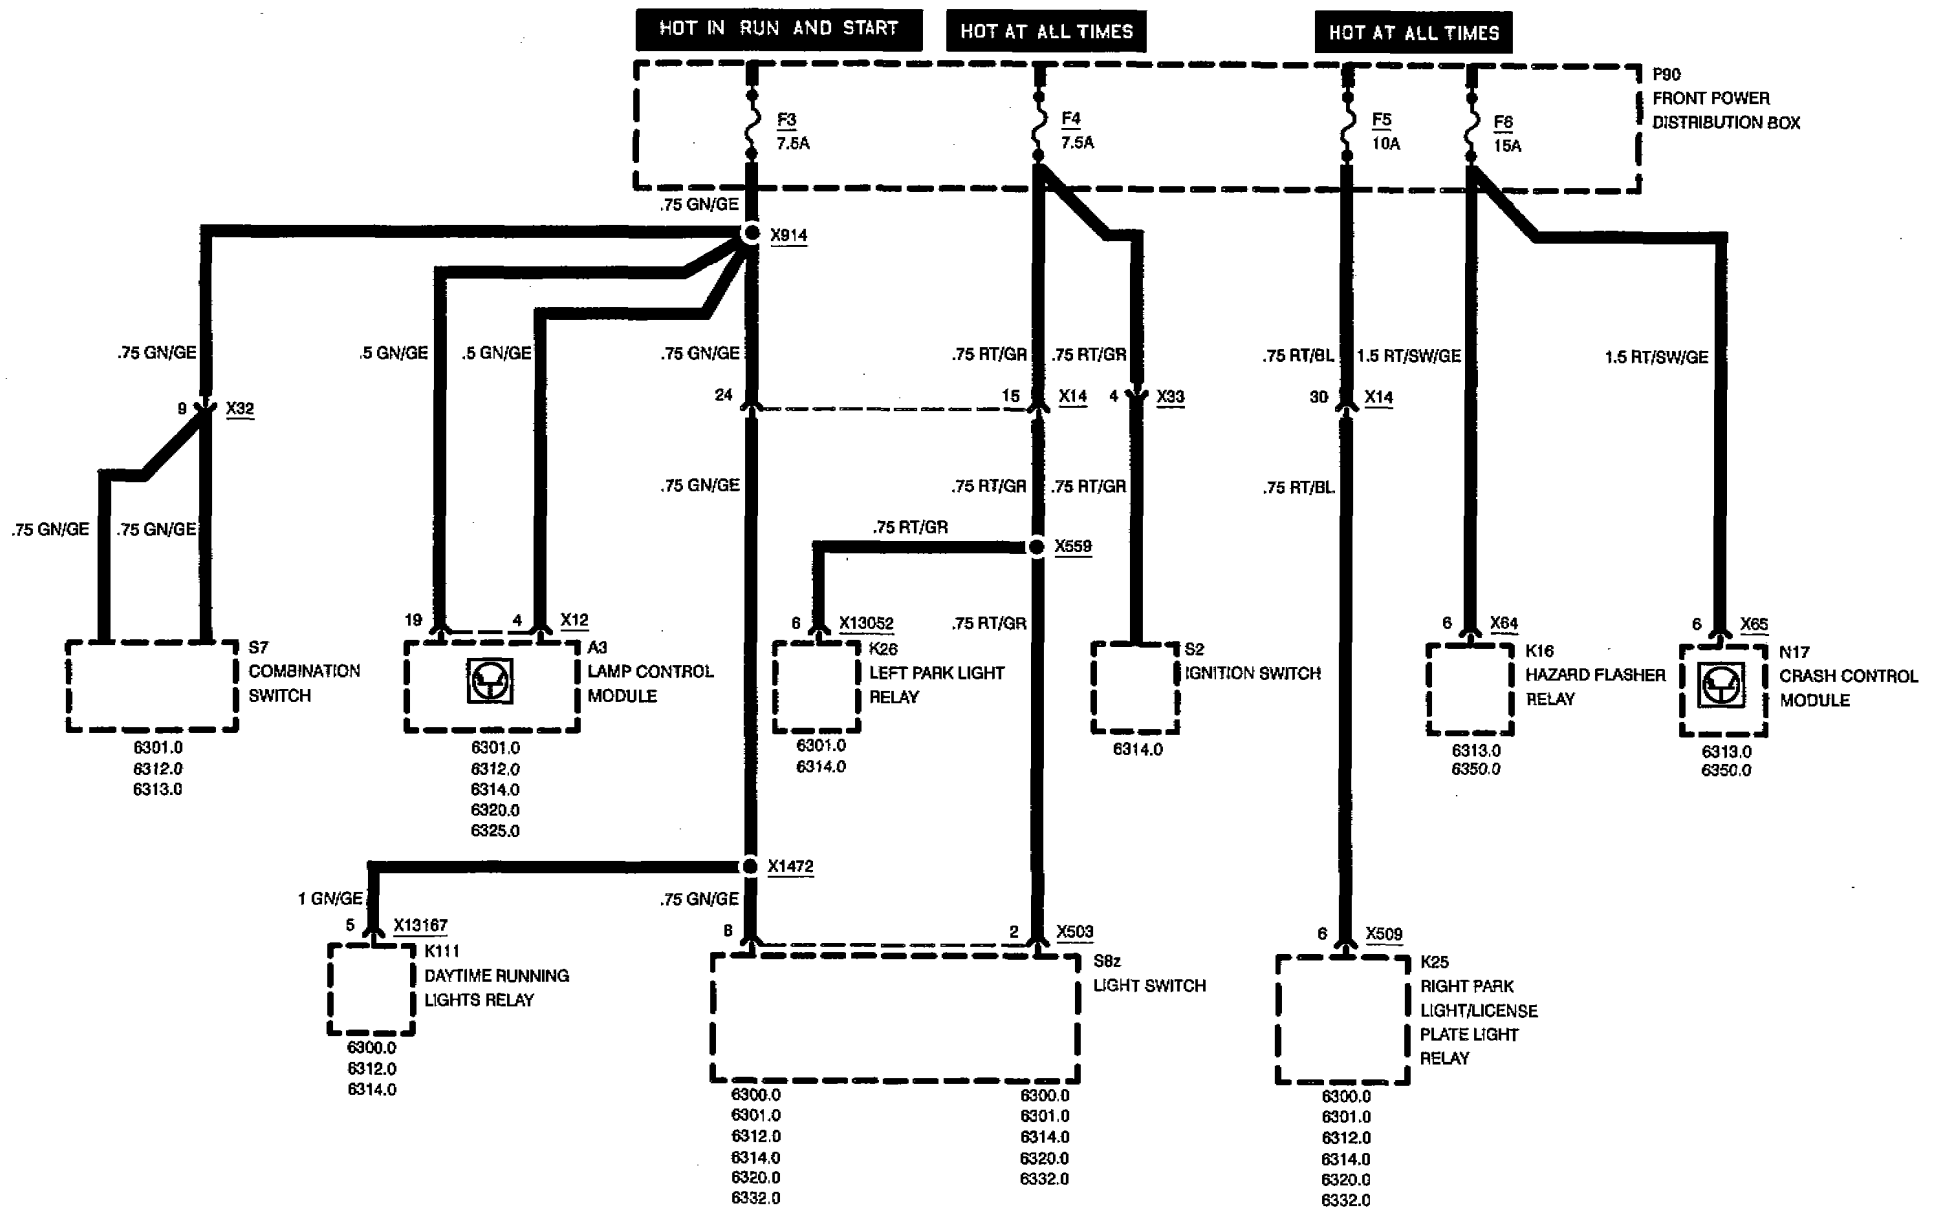 HOT IN RUN AND START
HOT AT ALL TIMES
HOT AT ALL TIMES
P90
FRONT POWER
DISTRIBUTION BOX
F3
7.5A
F4
7.5A
F5
10A
F6
15A
.75 GN/GE
X914
.75 GN/GE
.5 GN/GE
.5 GN/GE
.75 GN/GE
.75 RT/GR
.75 RT/GR
.75 RT/BL
1.5 RT/SW/GE
1.5 RT/SW/GE
9
X32
24
15
X14
4
X33
30
X14
.75 GN/GE
.75 RT/GR
.75 RT/GR
.75 RT/BL
.75 GN/GE
.75 GN/GE
.75 RT/GR
X559
19
4
X12
6
X13052
.75 RT/GR
6
X64
6
X65
S7
COMBINATION
SWITCH
A3
LAMP CONTROL
MODULE
K26
LEFT PARK LIGHT
RELAY
S2
IGNITION SWITCH
K16
HAZARD FLASHER
RELAY
N17
CRASH CONTROL
MODULE
6301.0
6312.0
6313.0
6301.0
6312.0
6314.0
6320.0
6325.0
6301.0
6314.0
6314.0
6313.0
6350.0
6313.0
6350.0
X1472
1 GN/GE
.75 GN/GE
5
X13167
8
2
X503
6
X509
K111
DAYTIME RUNNING
LIGHTS RELAY
S8z
LIGHT SWITCH
K25
RIGHT PARK
LIGHT/LICENSE
PLATE LIGHT
RELAY
6300.0
6312.0
6314.0
6300.0
6301.0
6312.0
6314.0
6320.0
6332.0
6300.0
6301.0
6314.0
6320.0
6332.0
6300.0
6301.0
6312.0
6314.0
6320.0
6332.0